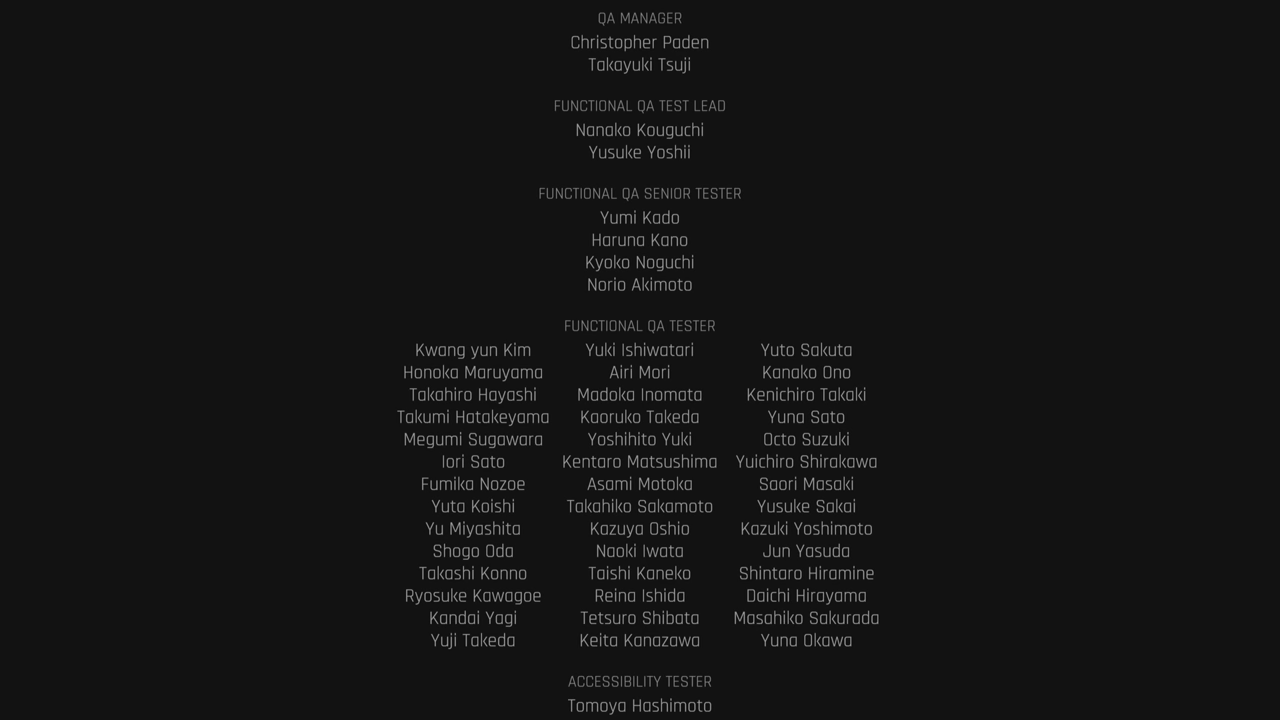 QA MANAGER
Christopher Paden
Takayuki Tsuji
FUNCTIONAL QA TEST LEAD
Nanako Kouguchi
Yusuke Yoshii
FUNCTIONAL QA SENIOR TESTER
Yumi Kado
Haruna Kano
Kyoko Noguchi
Norio Akimoto
FUNCTIONAL QA TESTER
Kwang yun Kim Yuki Ishiwatari Yuto Sakuta
Honoka Maruyama Airi Mori Kanako Ono
Takahiro Hayashi Madoka Inomata Kenichiro Takaki
Takumi Hatakeyama Kaoruko Takeda Yuna Sato
Megumi Sugawara Yoshihito Yuki Octo Suzuki
Iori Sato Kentaro Matsushima Yuichiro Shirakawa
Fumika Nozoe Asami Motoka Saori Masaki
Yuta Koishi Takahiko Sakamoto Yusuke Sakai
Yu Miyashita Kazuya Oshio Kazuki Yoshimoto
Shogo Oda Naoki Iwata Jun Yasuda
Takashi Konno Taishi Kaneko Shintaro Hiramine
Ryosuke Kawagoe Reina Ishida Daichi Hirayama
Kandai Yagi Tetsuro Shibata Masahiko Sakurada
Yuji Takeda Keita Kanazawa Yuna Okawa
ACCESSIBILITY TESTER
Tomoya Hashimoto